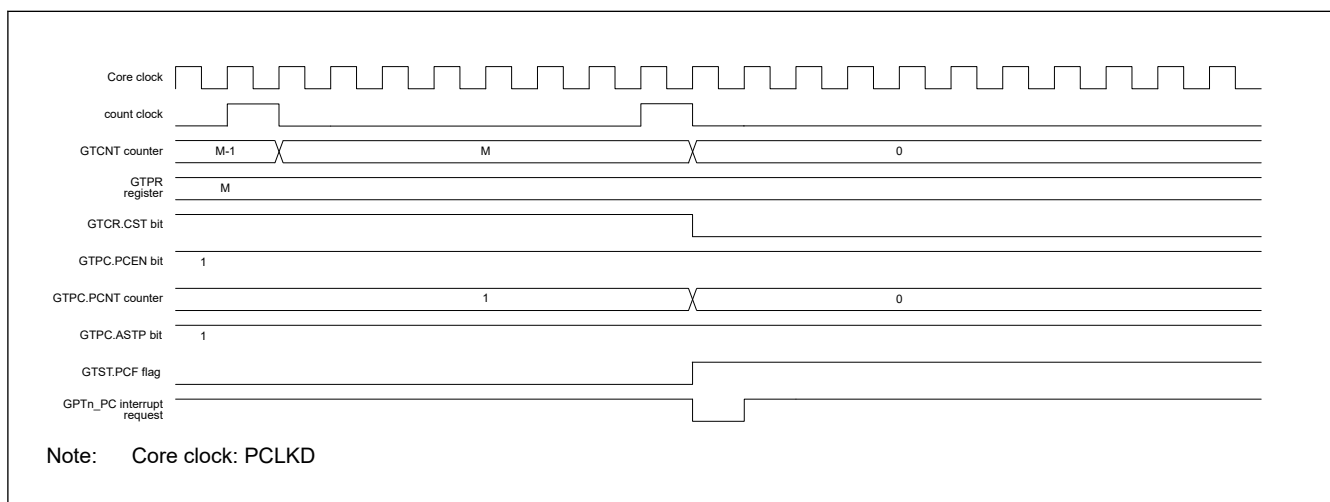 Core clock
count clock
GTCNT counter M-1 M 0
GTPR
register
M
GTCR.CST bit
GTPC.PCEN bit 1
GTPC.PCNT counter 1 0
GTPC.ASTP bit 1
GTST.PCF flag
GPTn_PC interrupt
request
Note: Core clock: PCLKD